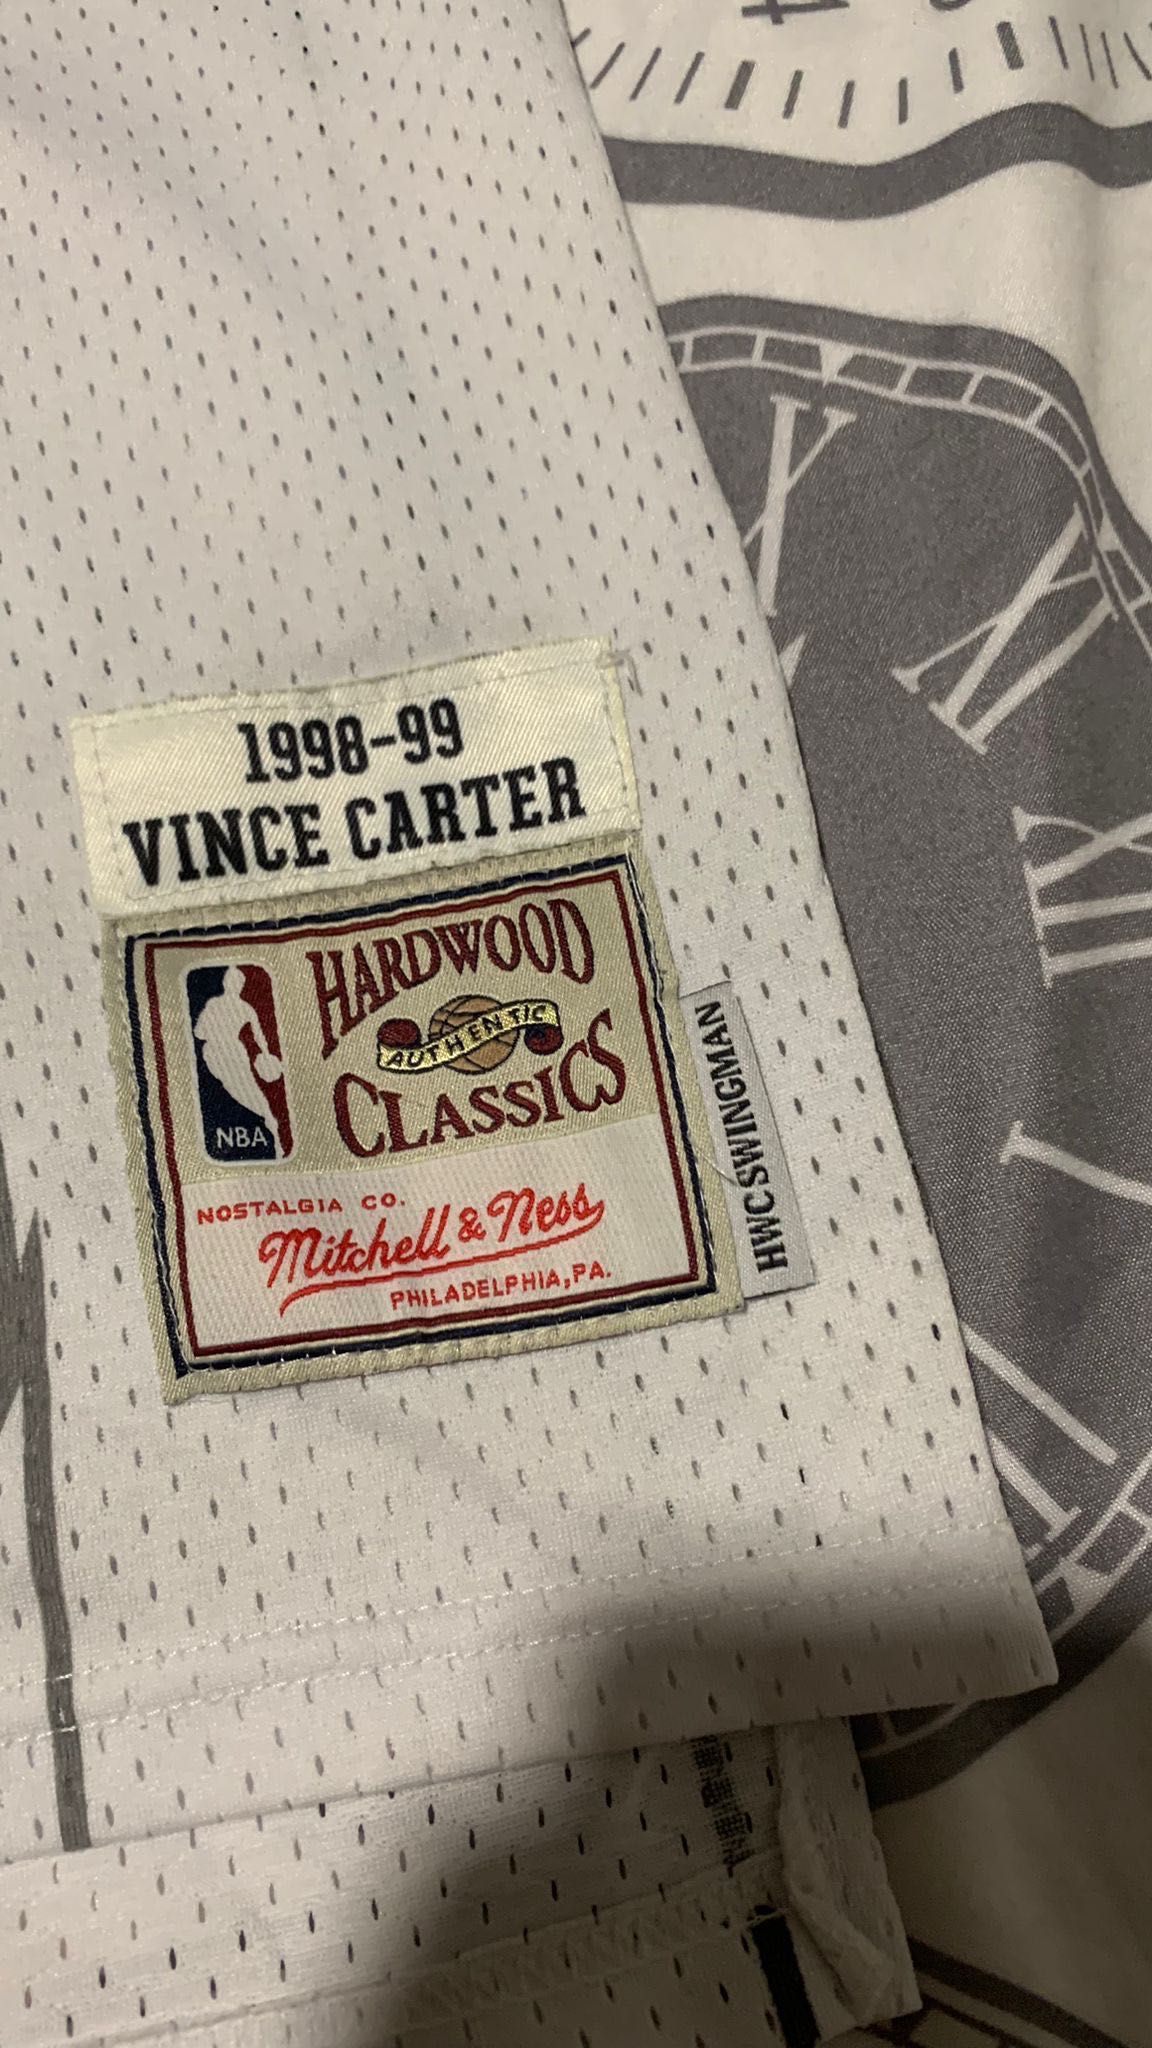 1998-99
VINCE CARTER
HARDWOOD
AUTHENTIC
CLASSICS
NBA
NOSTALGIA CO.
Mitchell & Ness
PHILADELPHIA, PA.
HWCSWINGMAN